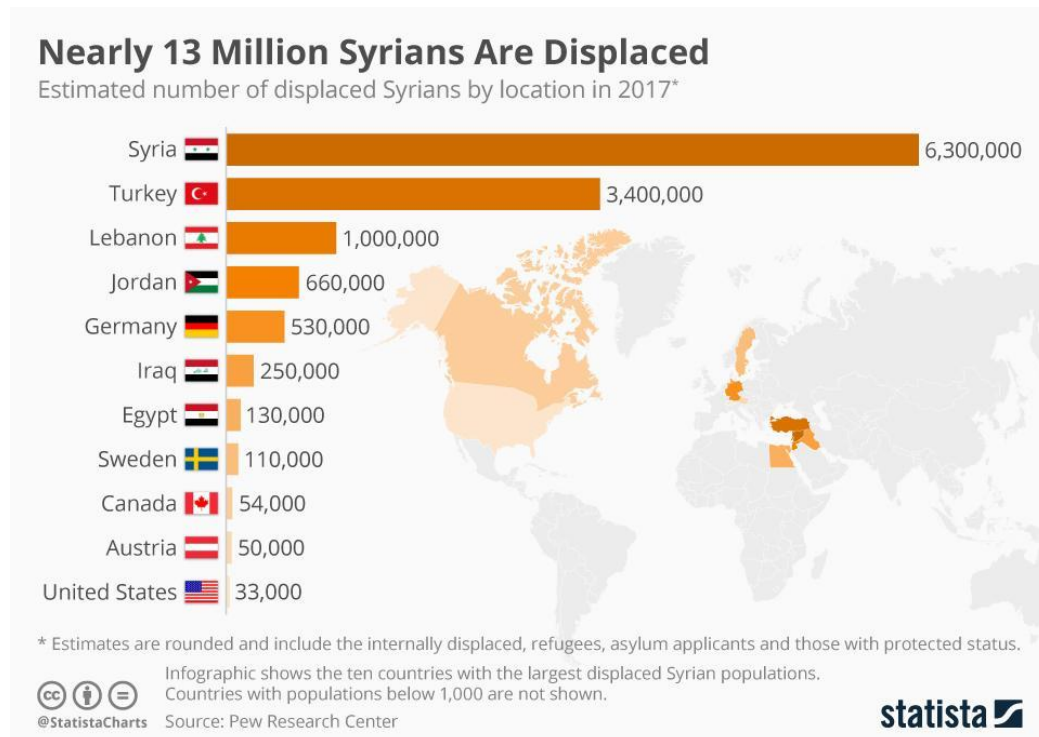 Nearly 13 Million Syrians Are Displaced
Estimated number of displaced Syrians by location in 2017*
Syria 6,300,000
Turkey 3,400,000
Lebanon 1,000,000
Jordan 660,000
Germany 530,000
Iraq 250,000
Egypt 130,000
Sweden 110,000
Canada 54,000
Austria 50,000
United States 33,000
* Estimates are rounded and include the internally displaced, refugees, asylum applicants and those with protected status.
Infographic shows the ten countries with the largest displaced Syrian populations.
Countries with populations below 1,000 are not shown.
cc
@StatistaCharts Source: Pew Research Center
statista